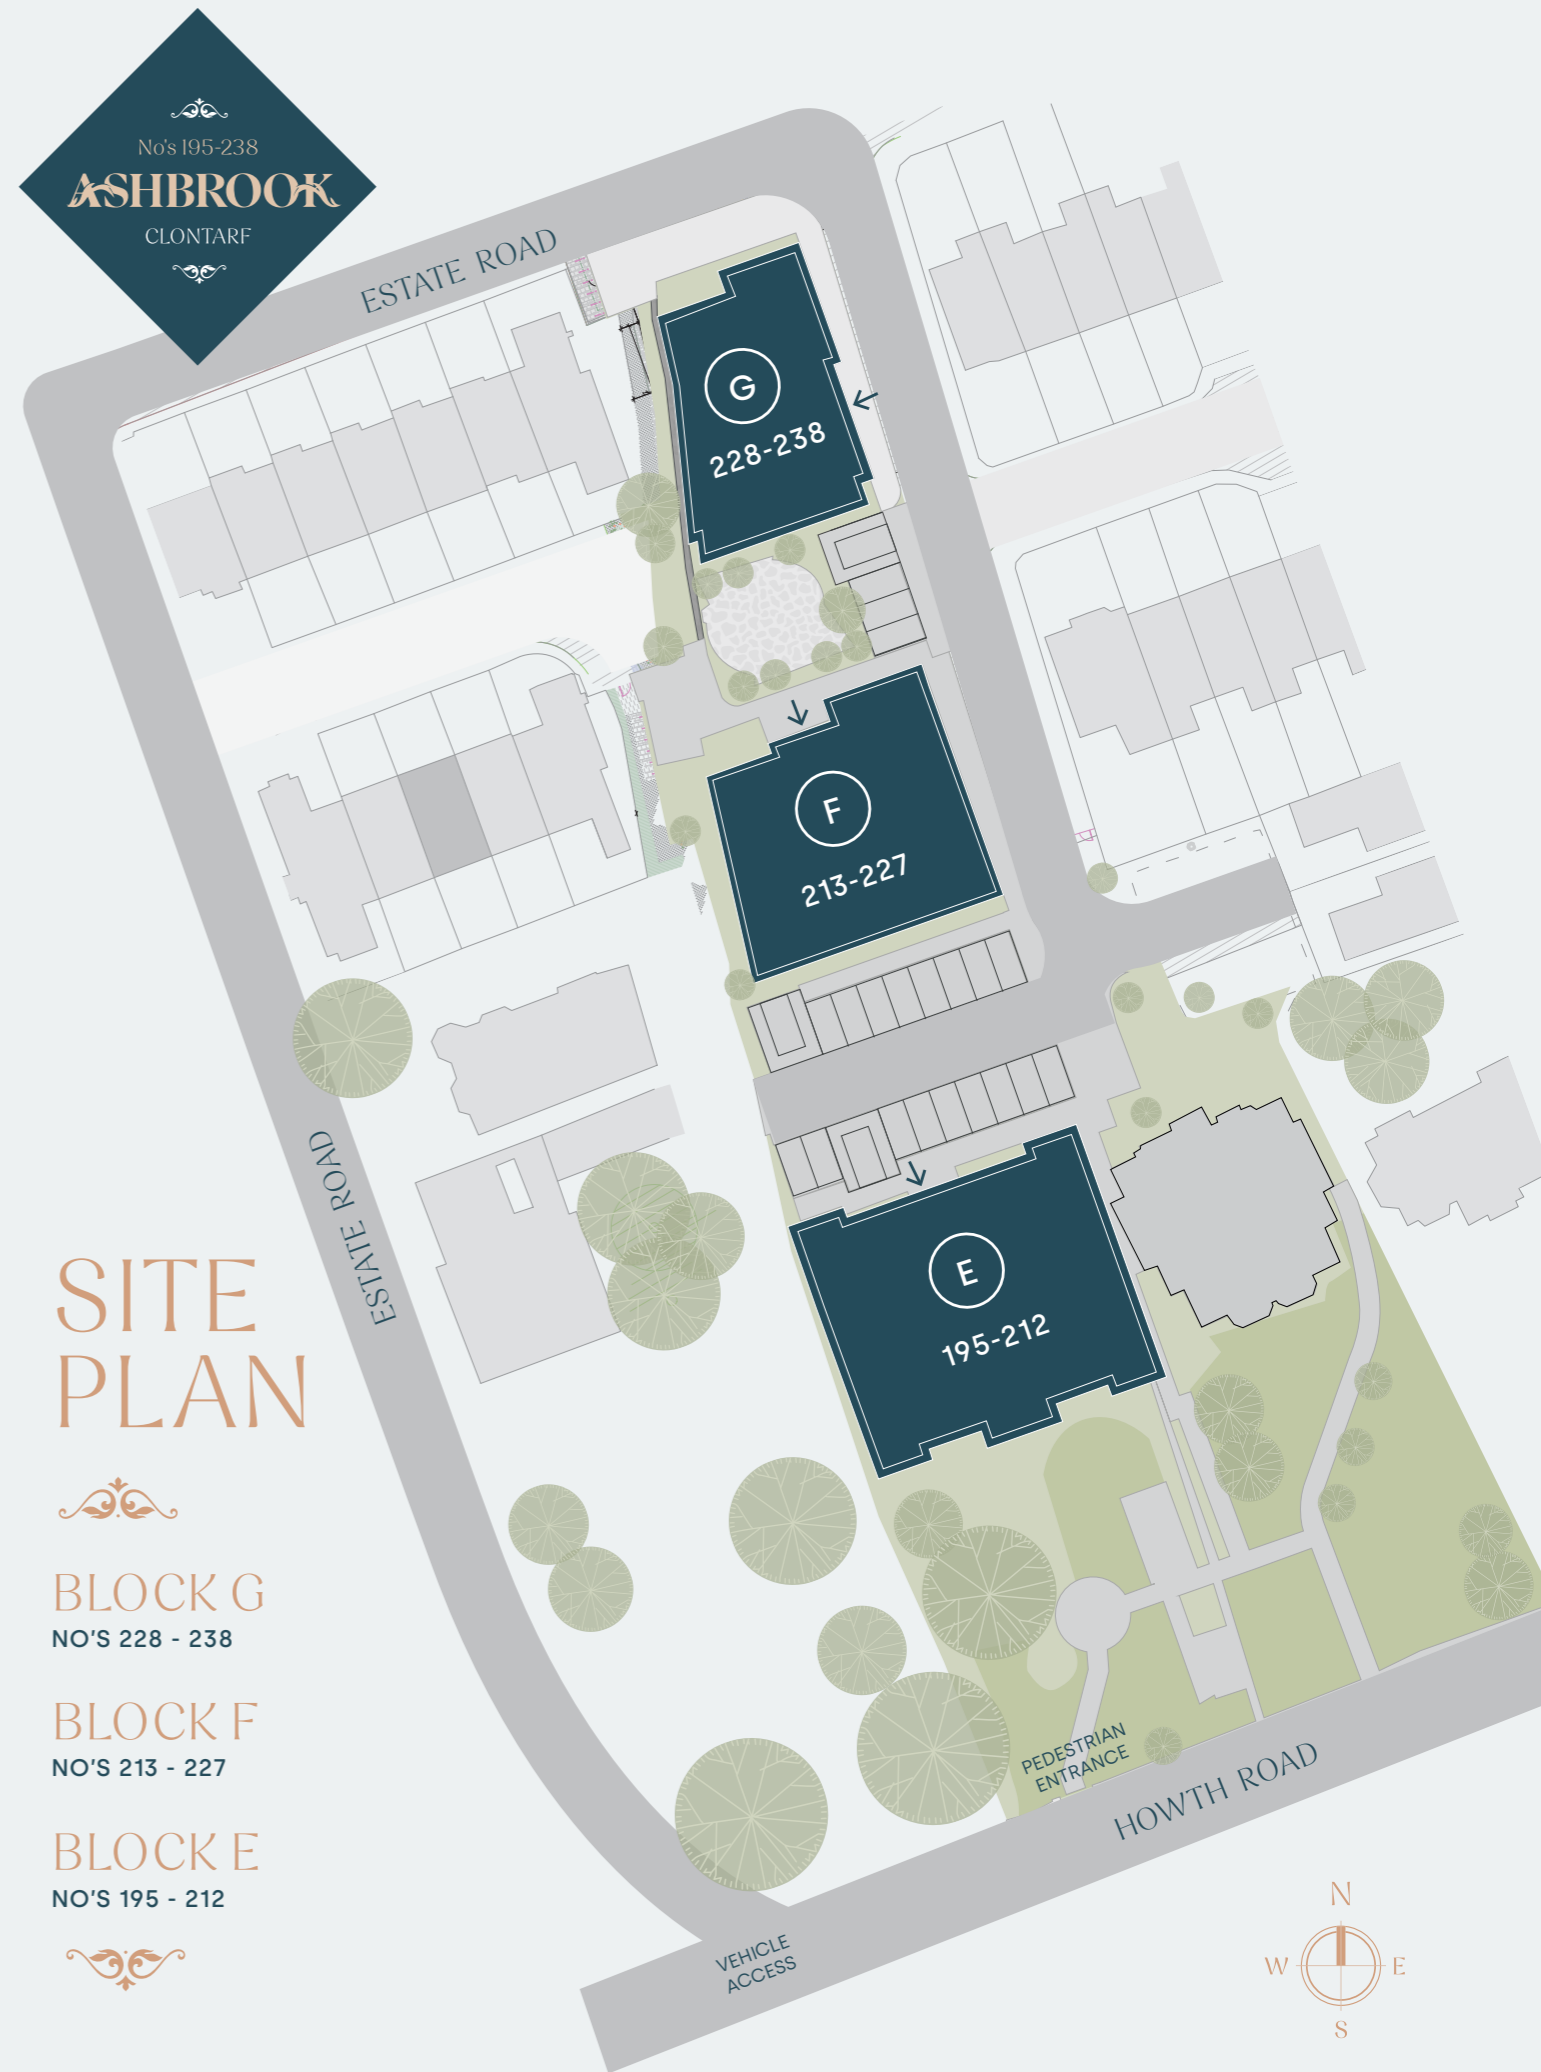 No's 195-238
ASHBROOK
CLONTARF
ESTATE ROAD
G
228-238
F
213-227
E
195-212
ESTATE ROAD
SITE
PLAN
BLOCK G
NO'S 228 - 238
BLOCK F
NO'S 213 - 227
BLOCK E
NO'S 195 - 212
PEDESTRIAN
ENTRANCE
HOWTH ROAD
VEHICLE
ACCESS
N
W
E
S